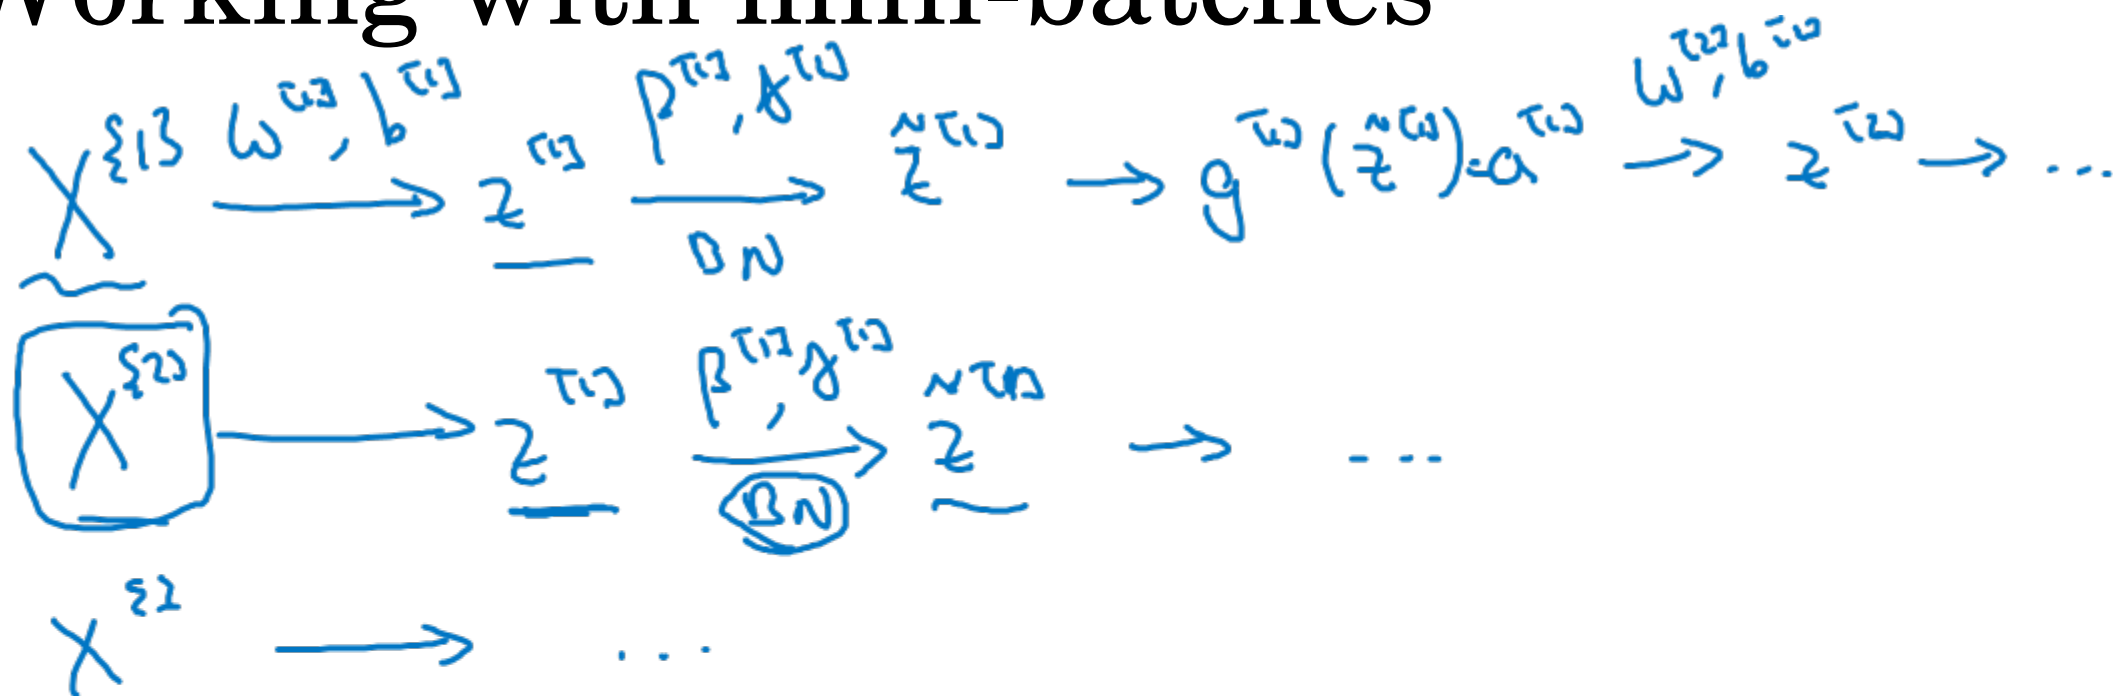 Working with mini-batches
X^{1} W^[1], b^[1] → z^[1] β^[1], γ^[1] → BN z̃^[1] → g^[1](z̃^[1]) = a^[1] W^[2], b^[2] → z^[2] → ...
X^{2} → z^[1] β^[1], γ^[1] → BN z̃^[1] → ...
X^{} → ...